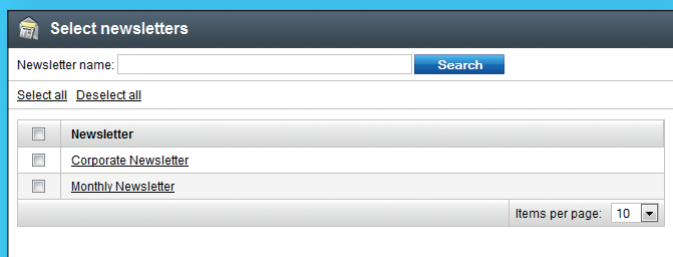 Select newsletters
Newsletter name: Search
Select all Deselect all
Newsletter
Corporate Newsletter
Monthly Newsletter
Items per page: 10